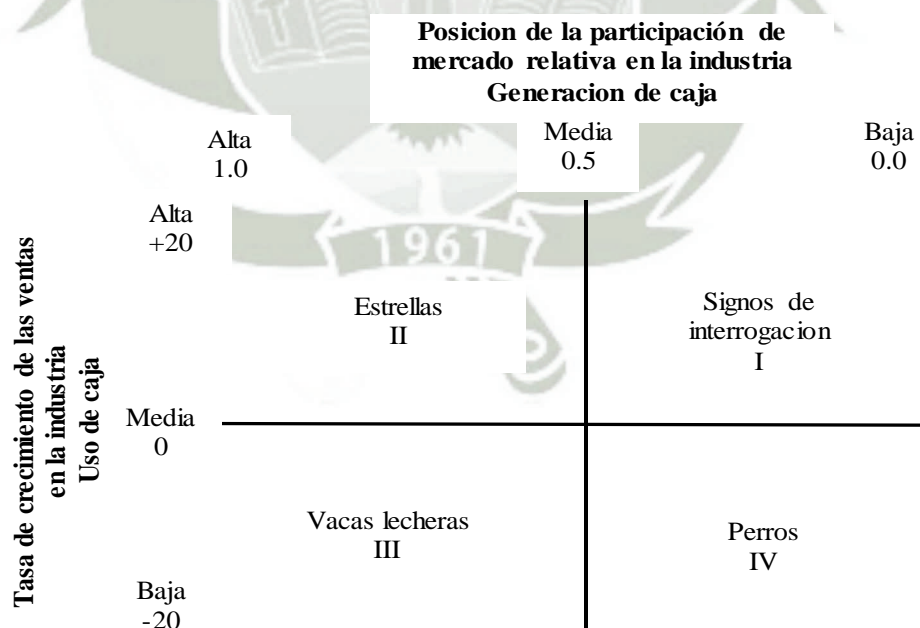 Posicion de la participación de
mercado relativa en la industria
Generacion de caja
Alta
1.0
Media
0.5
Baja
0.0
Alta
+20
1961
Tasa de crecimiento de las ventas
en la industria
Uso de caja
Estrellas
II
Signos de
interrogacion
I
Media
0
Vacas lecheras
III
Perros
IV
Baja
-20